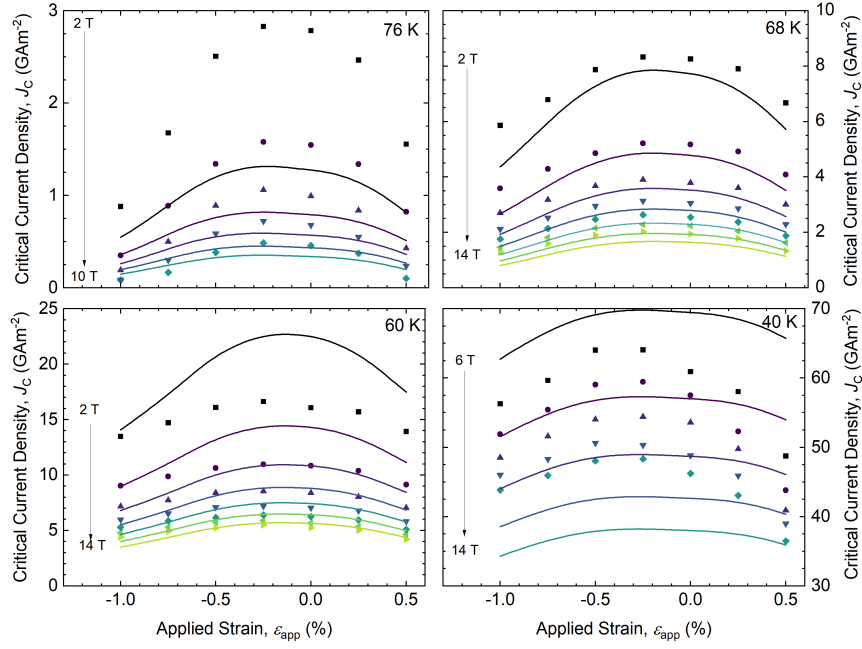 76 K
2 T
10 T
3
2
1
0
Critical Current Density, J_C (GAm⁻²)
68 K
2 T
14 T
10
8
6
4
2
0
Critical Current Density, J_C (GAm⁻²)
60 K
2 T
14 T
25
20
15
10
5
0
Critical Current Density, J_C (GAm⁻²)
-1.0 -0.5 0.0 0.5
Applied Strain, ε_app (%)
40 K
6 T
14 T
70
60
50
40
30
Critical Current Density, J_C (GAm⁻²)
-1.0 -0.5 0.0 0.5
Applied Strain, ε_app (%)